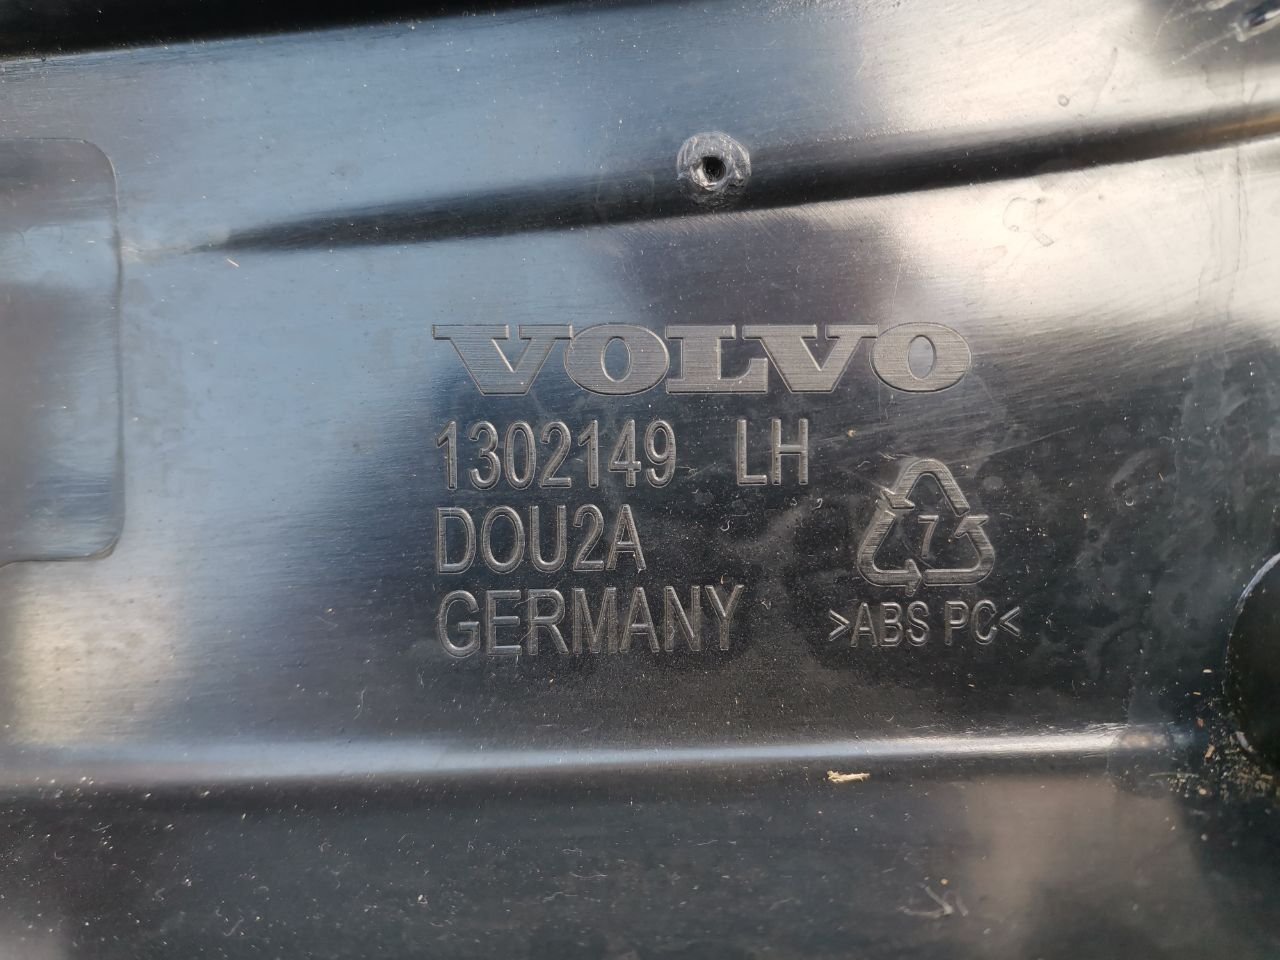 VOLVO
1302149 LH
DOU2A
GERMANY
7
>ABS PC<